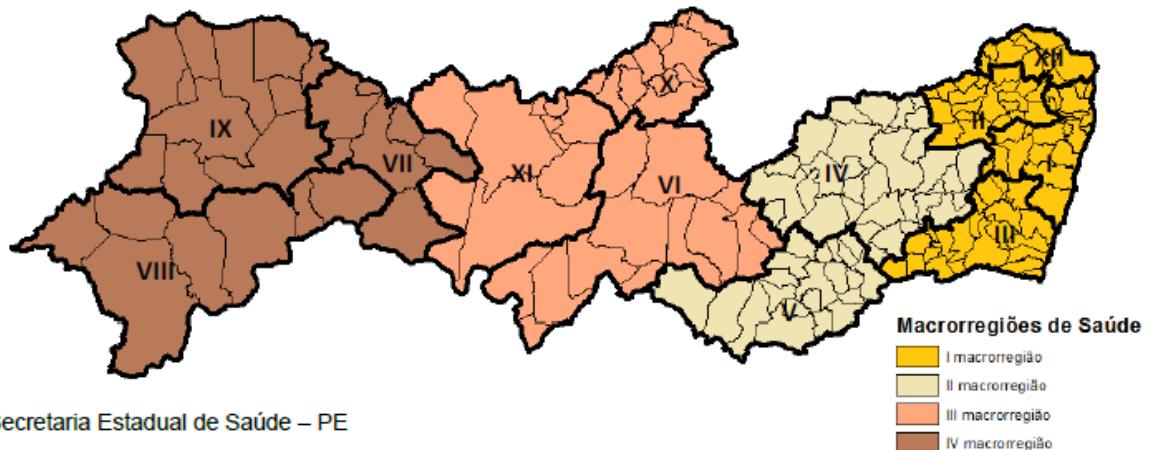 XII
X
II
IX
VII
XI
VI
IV
I
III
VIII
V
Macrorregiões de Saúde
I macrorregião
II macrorregião
III macrorregião
IV macrorregião
ecretaria Estadual de Saúde – PE